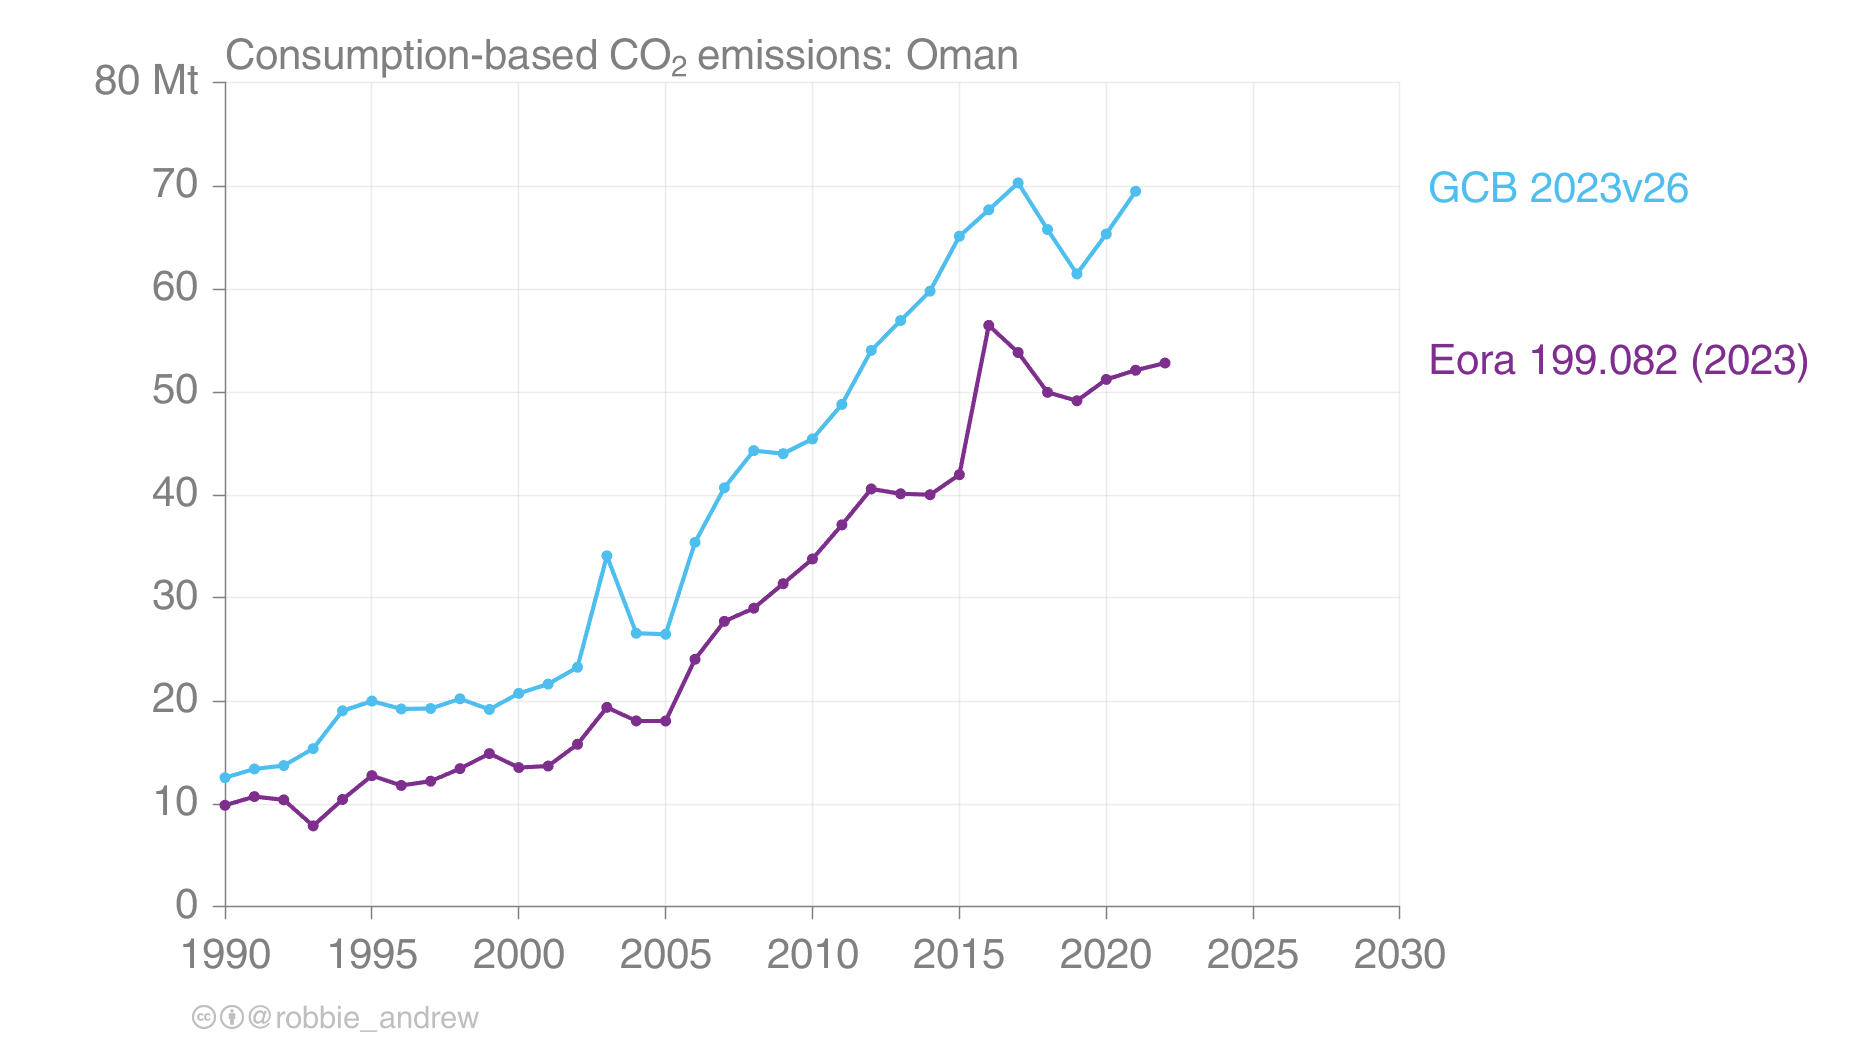 Consumption-based CO₂ emissions: Oman
80 Mt
70
60
50
40
30
20
10
0
1990 1995 2000 2005 2010 2015 2020 2025 2030
GCB 2023v26
Eora 199.082 (2023)
cc @robbie_andrew